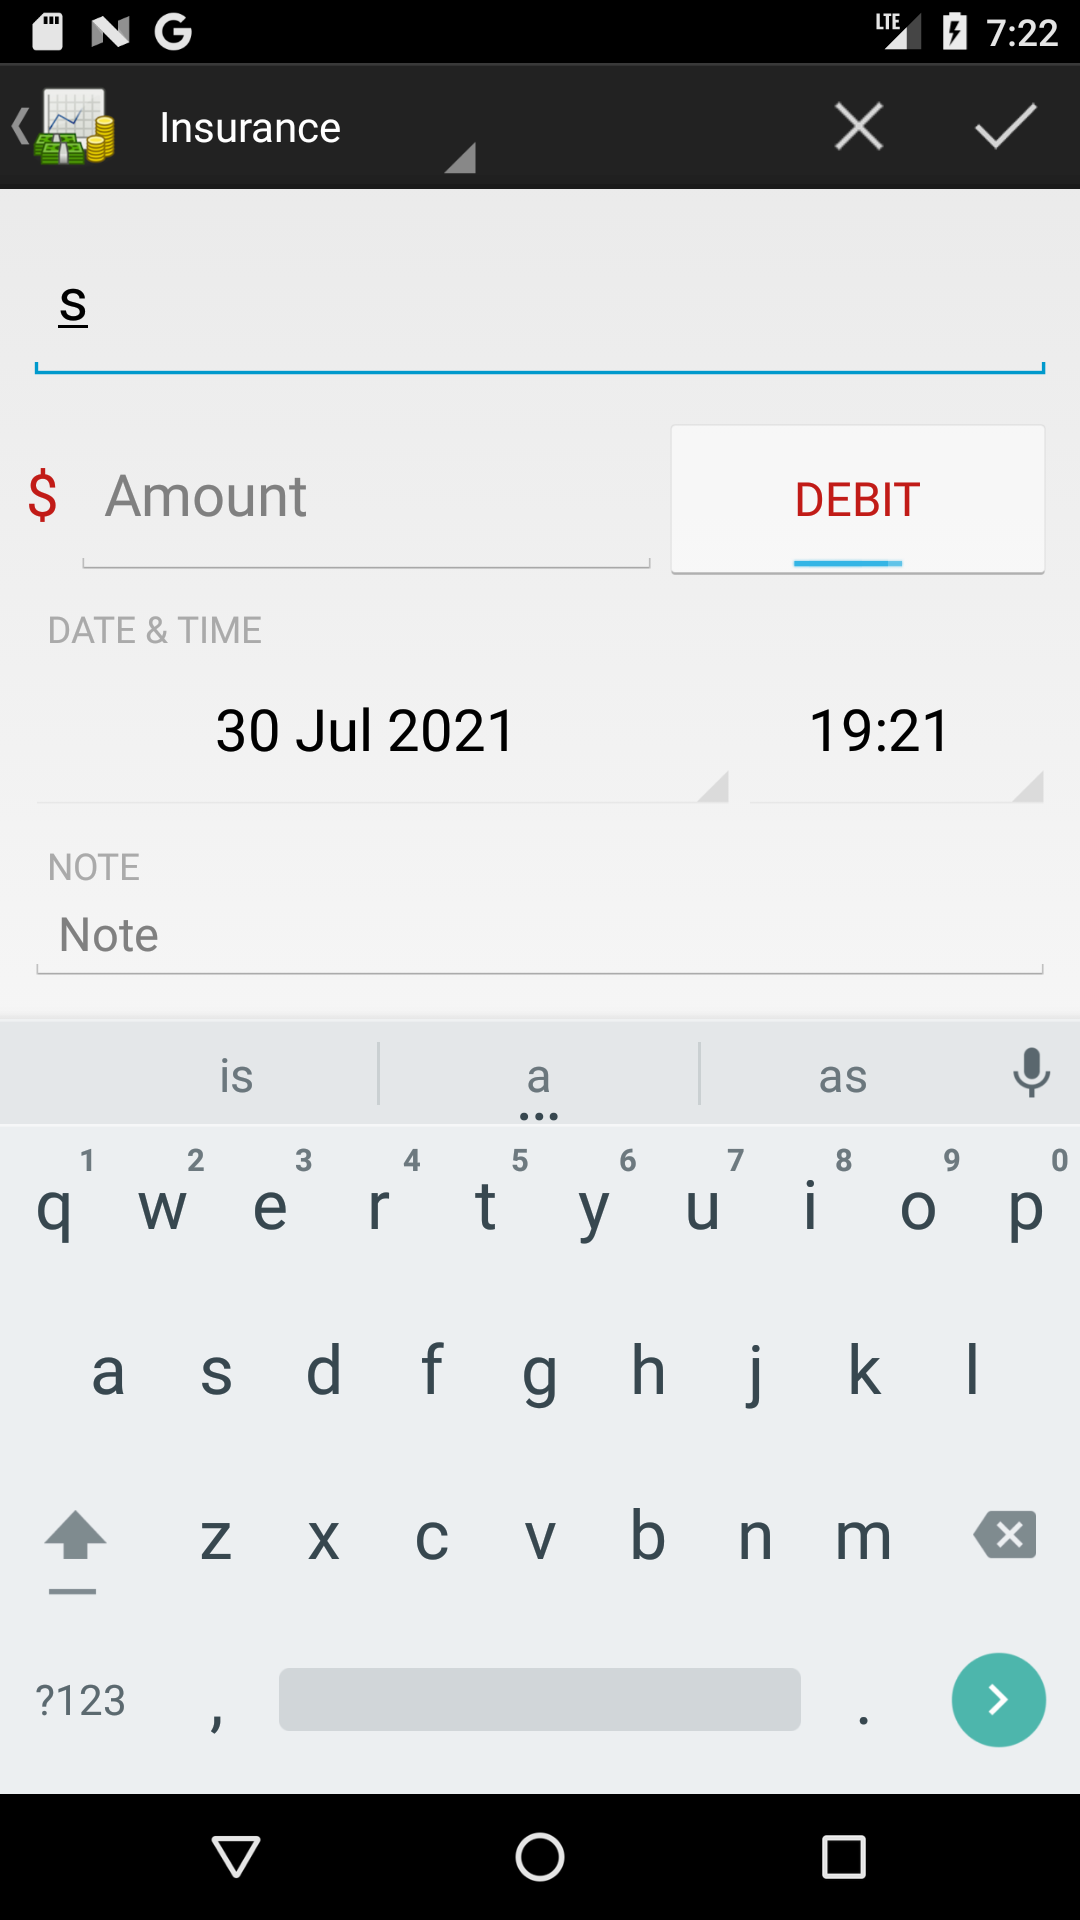 LTE 7:22
Insurance
s
$ Amount DEBIT
DATE & TIME
30 Jul 2021 19:21
NOTE
Note
is a as
1 2 3 4 5 6 7 8 9 0
q w e r t y u i o p
a s d f g h j k l
z x c v b n m
?123 , .